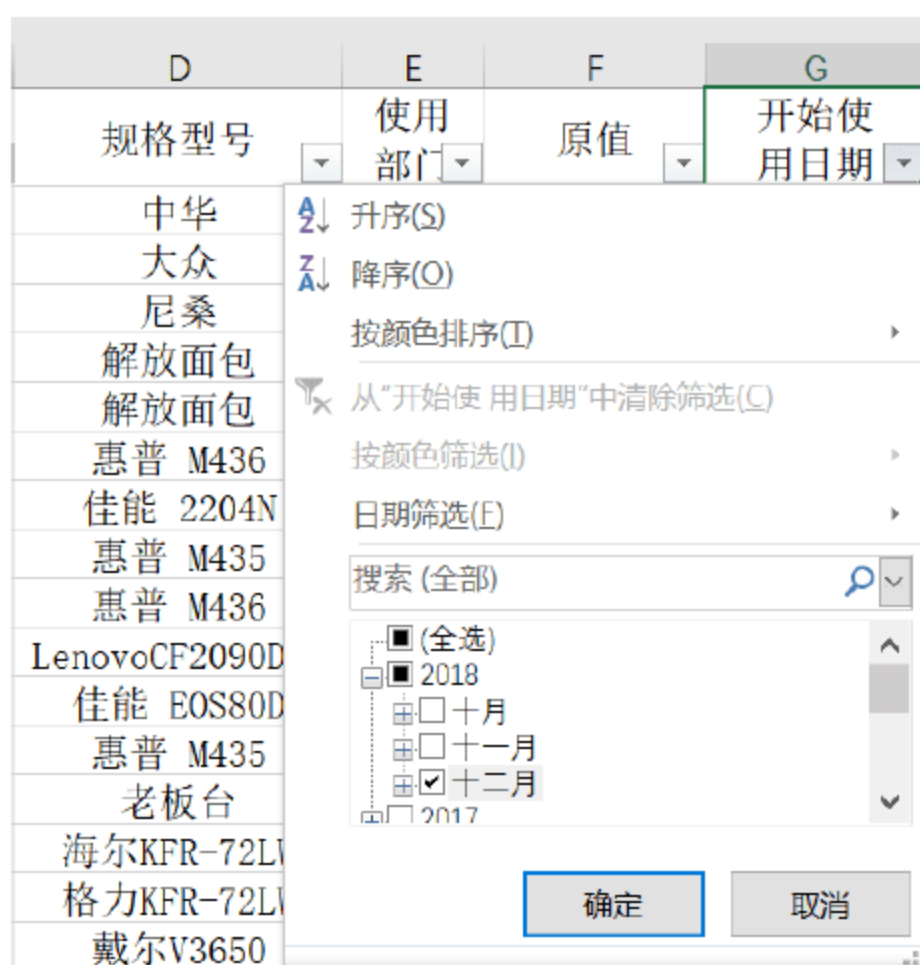 D E F G
规格型号 使用部门 原值 开始使用日期
中华
大众
尼桑
解放面包
解放面包
惠普 M436
佳能 2204N
惠普 M435
惠普 M436
LenovoCF2090D
佳能 EOS80D
惠普 M435
老板台
海尔KFR-72LW
格力KFR-72LW
戴尔V3650
升序(S)
降序(O)
按颜色排序(T)
从“开始使 用日期”中清除筛选(C)
按颜色筛选(I)
日期筛选(F)
搜索 (全部)
(全选)
2018
十月
十一月
十二月
2017
确定 取消